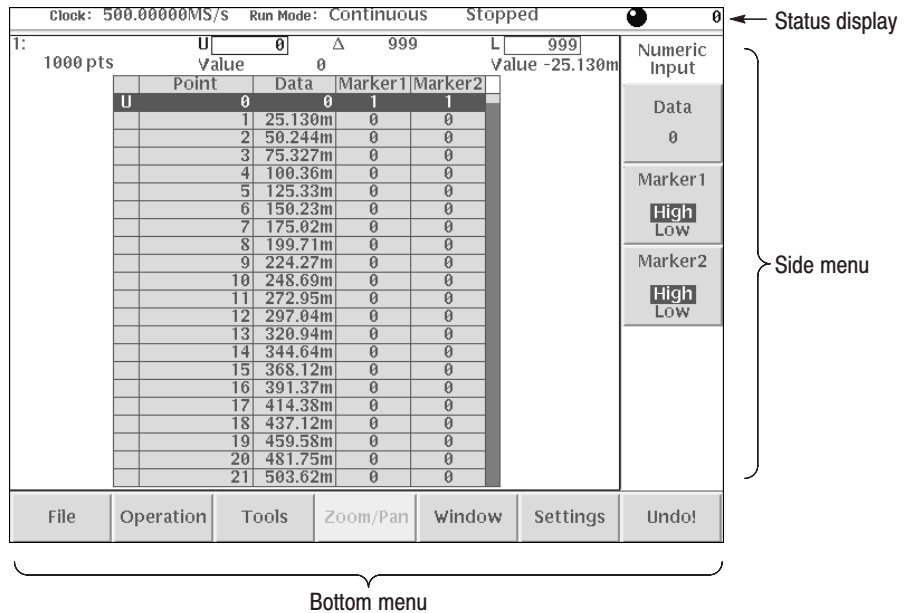 Clock: 500.00000MS/s Run Mode: Continuous Stopped 0
Status display
1: U 0 Δ 999 L 999
1000 pts Value 0 Value -25.130m
Point Data Marker1 Marker2
U 0 0 1 1
1 25.130m 0 0
2 50.244m 0 0
3 75.327m 0 0
4 100.36m 0 0
5 125.33m 0 0
6 150.23m 0 0
7 175.02m 0 0
8 199.71m 0 0
9 224.27m 0 0
10 248.69m 0 0
11 272.95m 0 0
12 297.04m 0 0
13 320.94m 0 0
14 344.64m 0 0
15 368.12m 0 0
16 391.37m 0 0
17 414.38m 0 0
18 437.12m 0 0
19 459.58m 0 0
20 481.75m 0 0
21 503.62m 0 0
Numeric
Input
Data
0
Marker1
High
Low
Marker2
High
Low
Side menu
File Operation Tools Zoom/Pan Window Settings Undo!
Bottom menu